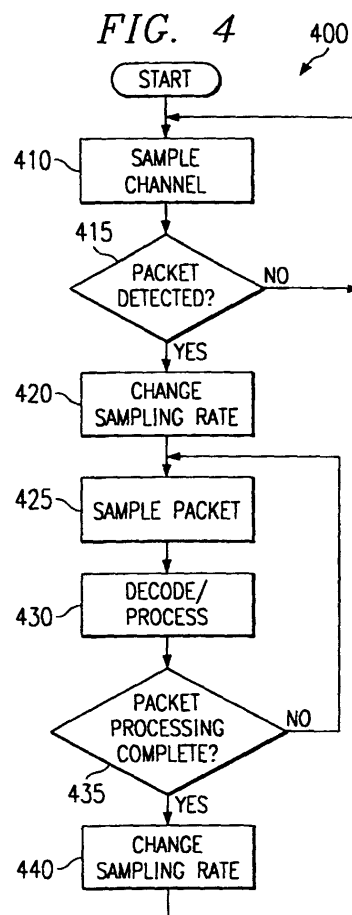 FIG. 4
400
START
410
SAMPLE
CHANNEL
415
PACKET
DETECTED?
NO
YES
420
CHANGE
SAMPLING RATE
425
SAMPLE PACKET
430
DECODE/
PROCESS
PACKET
PROCESSING
COMPLETE?
NO
435
YES
440
CHANGE
SAMPLING RATE